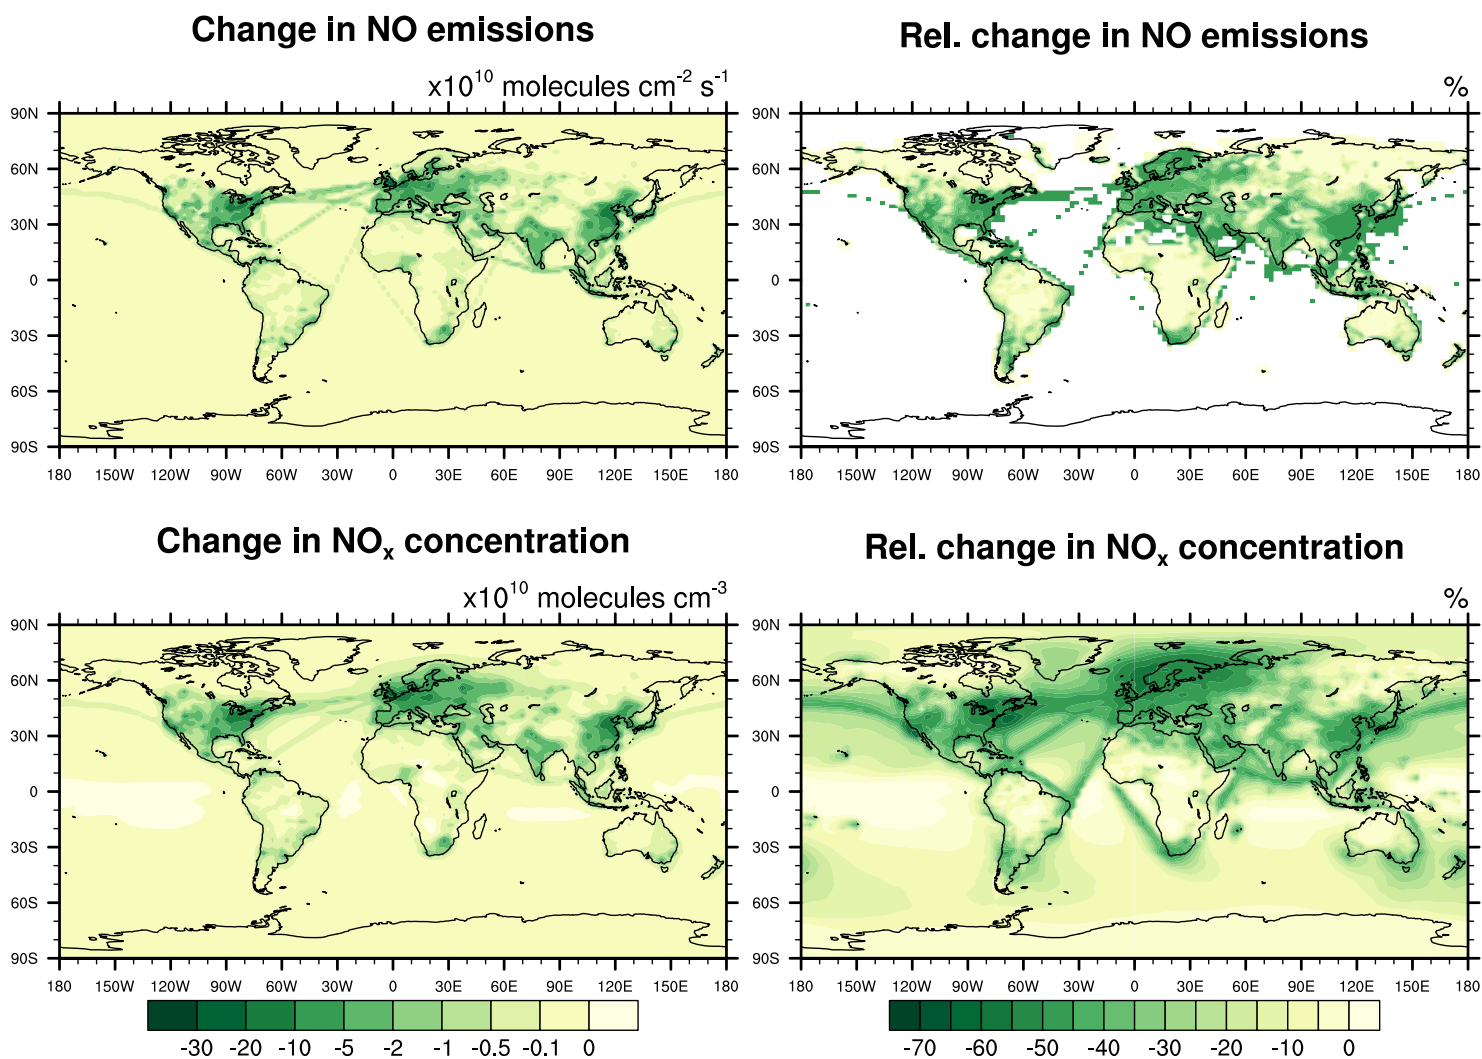 Change in NO emissions
x10¹⁰ molecules cm⁻² s⁻¹
90N
60N
30N
0
30S
60S
90S
180 150W 120W 90W 60W 30W 0 30E 60E 90E 120E 150E 180
Rel. change in NO emissions
%
90N
60N
30N
0
30S
60S
90S
180 150W 120W 90W 60W 30W 0 30E 60E 90E 120E 150E 180
Change in NOₓ concentration
x10¹⁰ molecules cm⁻³
90N
60N
30N
0
30S
60S
90S
180 150W 120W 90W 60W 30W 0 30E 60E 90E 120E 150E 180
-30 -20 -10 -5 -2 -1 -0.5 -0.1 0
Rel. change in NOₓ concentration
%
90N
60N
30N
0
30S
60S
90S
180 150W 120W 90W 60W 30W 0 30E 60E 90E 120E 150E 180
-70 -60 -50 -40 -30 -20 -10 0